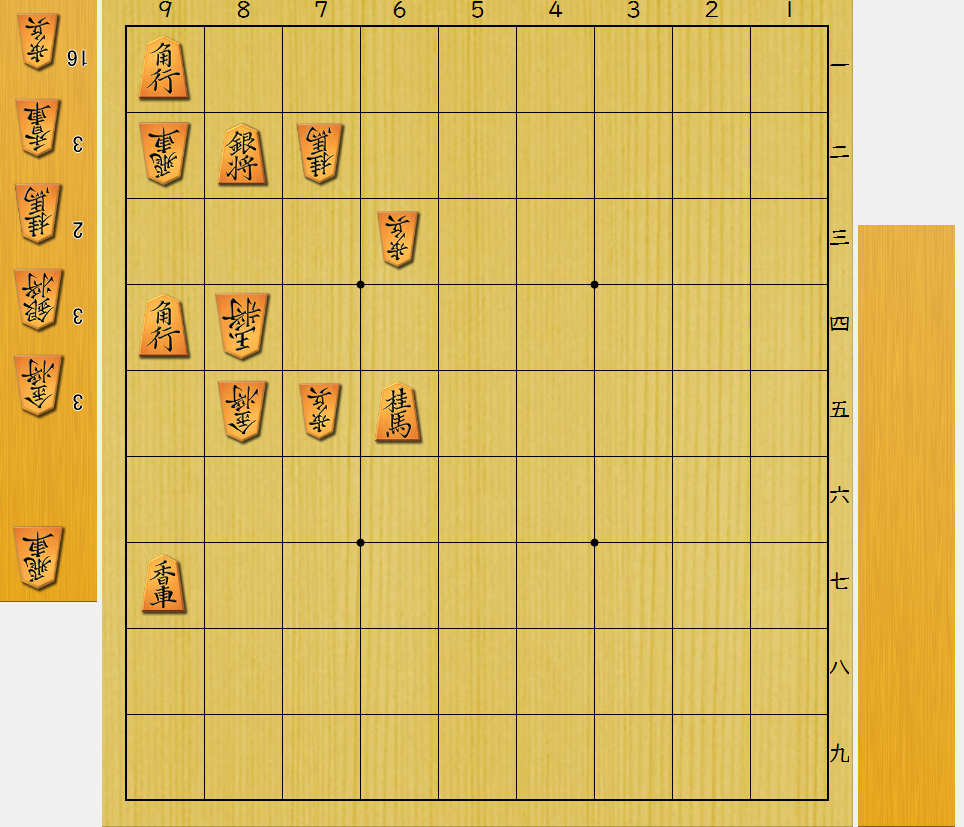 9 8 7 6 5 4 3 2 1
歩兵 16
香車 3
桂馬 2
銀将 3
金将 3
飛車
角行 一
飛車 銀将 桂馬 二
歩兵 三
角行 玉将 四
金将 歩兵 桂馬 五
六
香車 七
八
九